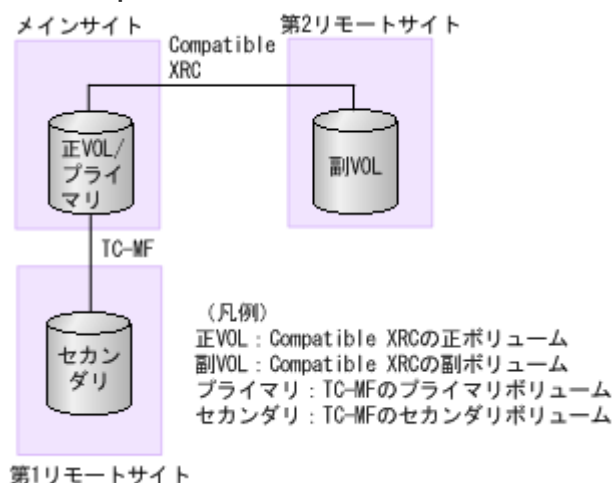 メインサイト
第2リモートサイト
Compatible
XRC
正VOL/
プライ
マリ
副VOL
TC-MF
セカン
ダリ
(凡例)
正VOL:Compatible XRCの正ボリューム
副VOL:Compatible XRCの副ボリューム
プライマリ:TC-MFのプライマリボリューム
セカンダリ:TC-MFのセカンダリボリューム
第1リモートサイト